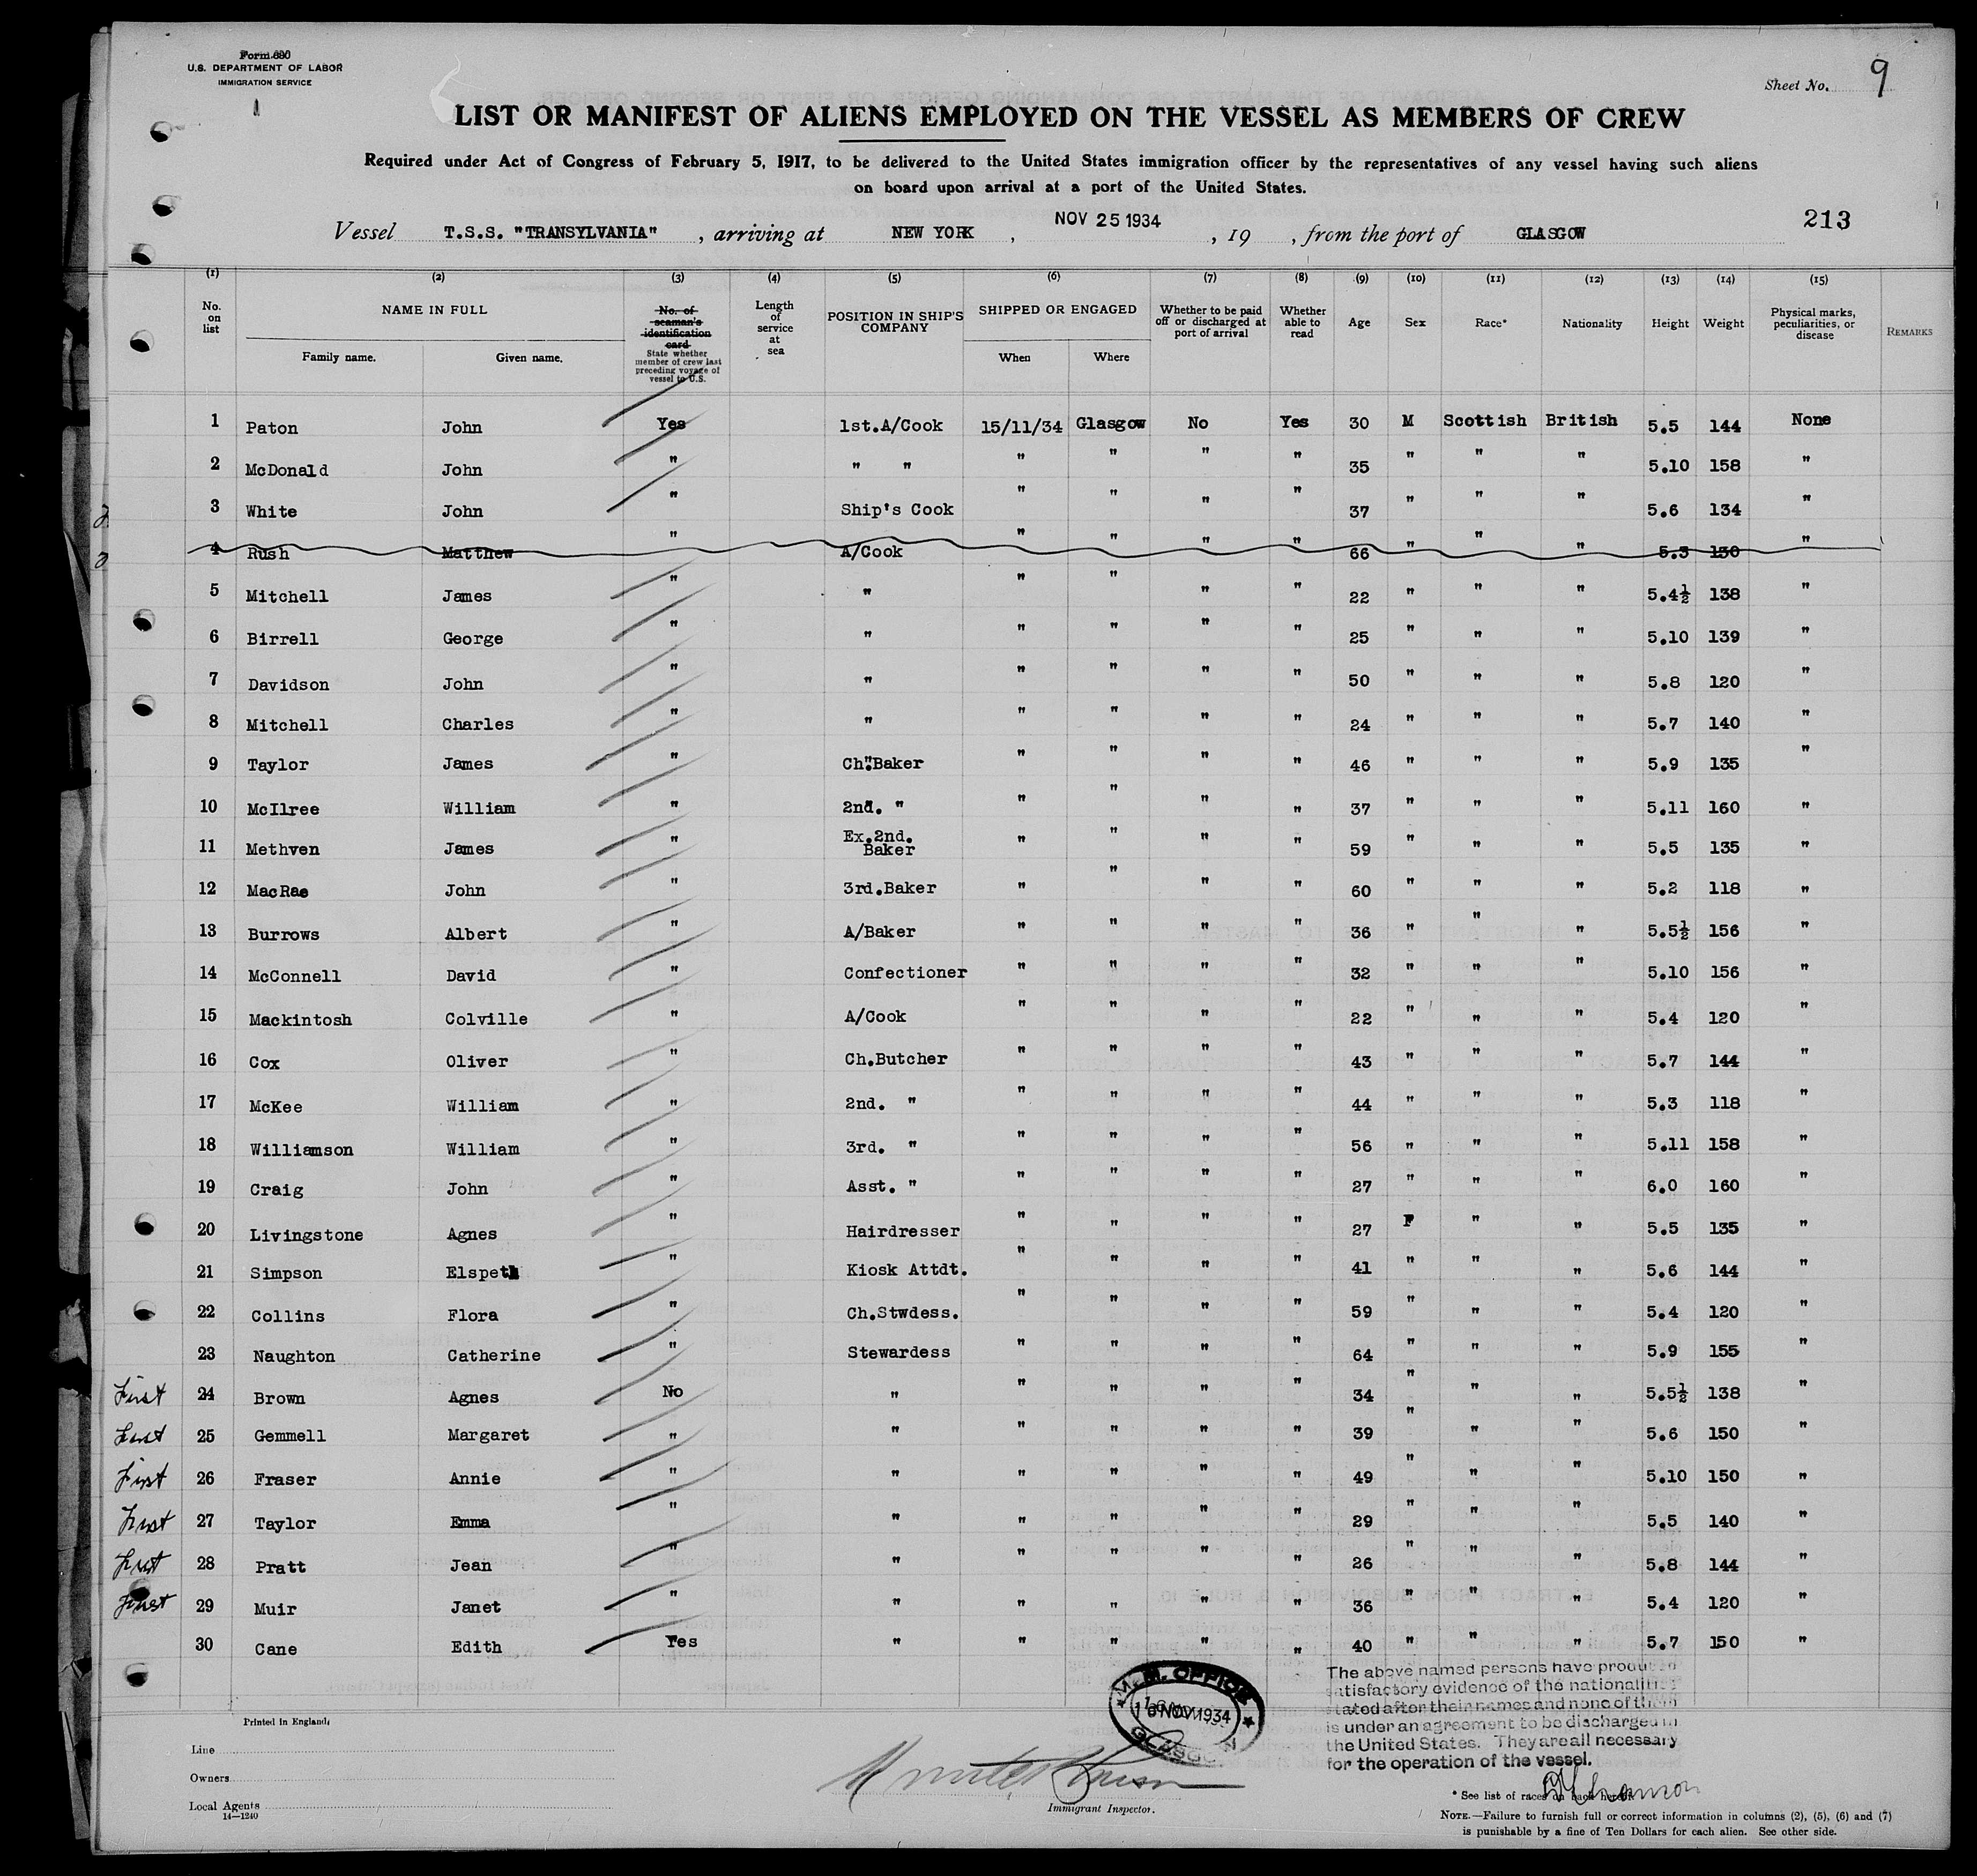 Form 680
U.S. DEPARTMENT OF LABOR
IMMIGRATION SERVICE
Sheet No. 9
LIST OR MANIFEST OF ALIENS EMPLOYED ON THE VESSEL AS MEMBERS OF CREW
Required under Act of Congress of February 5, 1917, to be delivered to the United States immigration officer by the representatives of any vessel having such aliens
on board upon arrival at a port of the United States.
Vessel T.S.S. "TRANSYLVANIA", arriving at NEW YORK, NOV 25 1934, 19 , from the port of GLASGOW 213
(1) (2) (3) (4) (5) (6) (7) (8) (9) (10) (11) (12) (13) (14) (15)
No. on list NAME IN FULL Family name. Given name. No. of seaman's identification card State whether member of crew last preceding voyage of vessel to U.S. Length of service at sea POSITION IN SHIP'S COMPANY SHIPPED OR ENGAGED When Where Whether to be paid off or discharged at port of arrival Whether able to read Age Sex Race* Nationality Height Weight Physical marks, peculiarities, or disease REMARKS
1 Paton John Yes 1st.A/Cook 15/11/34 Glasgow No Yes 30 M Scottish British 5.5 144 None
2 McDonald John " " " " " " " 35 " " " 5.10 158 "
3 White John " Ship's Cook " " " " 37 " " " 5.6 134 "
4 Rush Matthew " A/Cook " " " " 66 " " " 5.3 130 "
5 Mitchell James " " " " " " 22 " " " 5.4½ 138 "
6 Birrell George " " " " " " 25 " " " 5.10 139 "
7 Davidson John " " " " " " 50 " " " 5.8 120 "
8 Mitchell Charles " " " " " " 24 " " " 5.7 140 "
9 Taylor James " Ch".Baker " " " " 46 " " " 5.9 135 "
10 McIlree William " 2nd. " " " " " 37 " " " 5.11 160 "
11 Methven James " Ex.2nd. Baker " " " " 59 " " " 5.5 135 "
12 MacRae John " 3rd.Baker " " " " 60 " " " 5.2 118 "
13 Burrows Albert " A/Baker " " " " 36 " " " 5.5½ 156 "
14 McConnell David " Confectioner " " " " 32 " " " 5.10 156 "
15 Mackintosh Colville " A/Cook " " " " 22 " " " 5.4 120 "
16 Cox Oliver " Ch.Butcher " " " " 43 " " " 5.7 144 "
17 McKee William " 2nd. " " " " " 44 " " " 5.3 118 "
18 Williamson William " 3rd. " " " " " 56 " " " 5.11 158 "
19 Craig John " Asst. " " " " " 27 " " " 6.0 160 "
20 Livingstone Agnes " Hairdresser " " " " 27 F " " 5.5 135 "
21 Simpson Elspeth " Kiosk Attdt. " " " " 41 " " " 5.6 144 "
22 Collins Flora " Ch.Stwdess. " " " " 59 " " " 5.4 120 "
23 Naughton Catherine " Stewardess " " " " 64 " " " 5.9 155 "
First 24 Brown Agnes No " " " " " 34 " " " 5.5½ 138 "
First 25 Gemmell Margaret " " " " " " 39 " " " 5.6 150 "
First 26 Fraser Annie " " " " " " 49 " " " 5.10 150 "
First 27 Taylor Emma " " " " " " 29 " " " 5.5 140 "
First 28 Pratt Jean " " " " " " 26 " " " 5.8 144 "
First 29 Muir Janet " " " " " " 36 " " " 5.4 120 "
30 Cane Edith Yes " " " " " 40 " " " 5.7 150 "
M.M. OFFICE
16 NOV 1934
GLASGOW
The above named persons have produced
satisfactory evidence of the nationalities
stated after their names and none of them
is under an agreement to be discharged in
the United States. They are all necessary
for the operation of the vessel.
Printed in England.
Line
Owners
Local Agents
14—1240
Immigrant Inspector.
* See list of races on back hereof.
NOTE.—Failure to furnish full or correct information in columns (2), (5), (6) and (7)
is punishable by a fine of Ten Dollars for each alien. See other side.